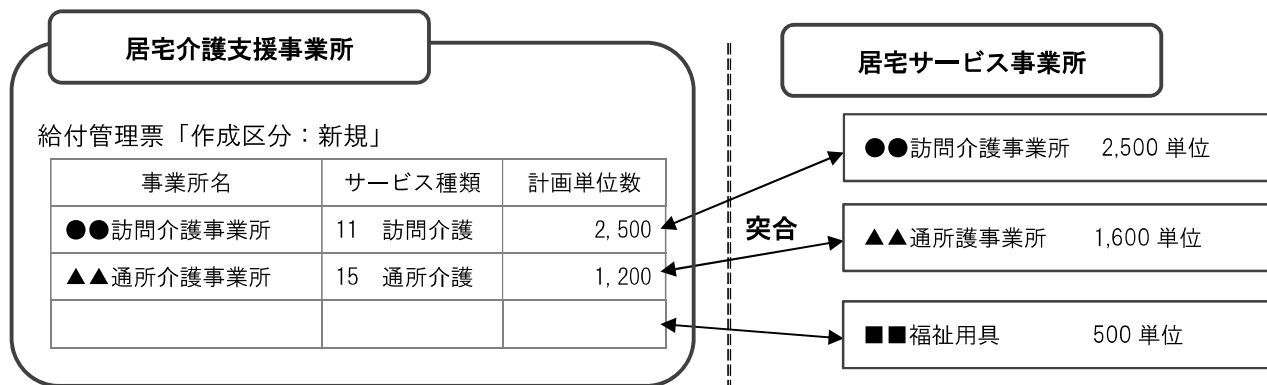 居宅介護支援事業所
居宅サービス事業所
給付管理票「作成区分：新規」
事業所名 サービス種類 計画単位数
●●訪問介護事業所 11 訪問介護 2,500
▲▲通所介護事業所 15 通所介護 1,200
突合
●●訪問介護事業所 2,500 単位
▲▲通所護事業所 1,600 単位
■■福祉用具 500 単位